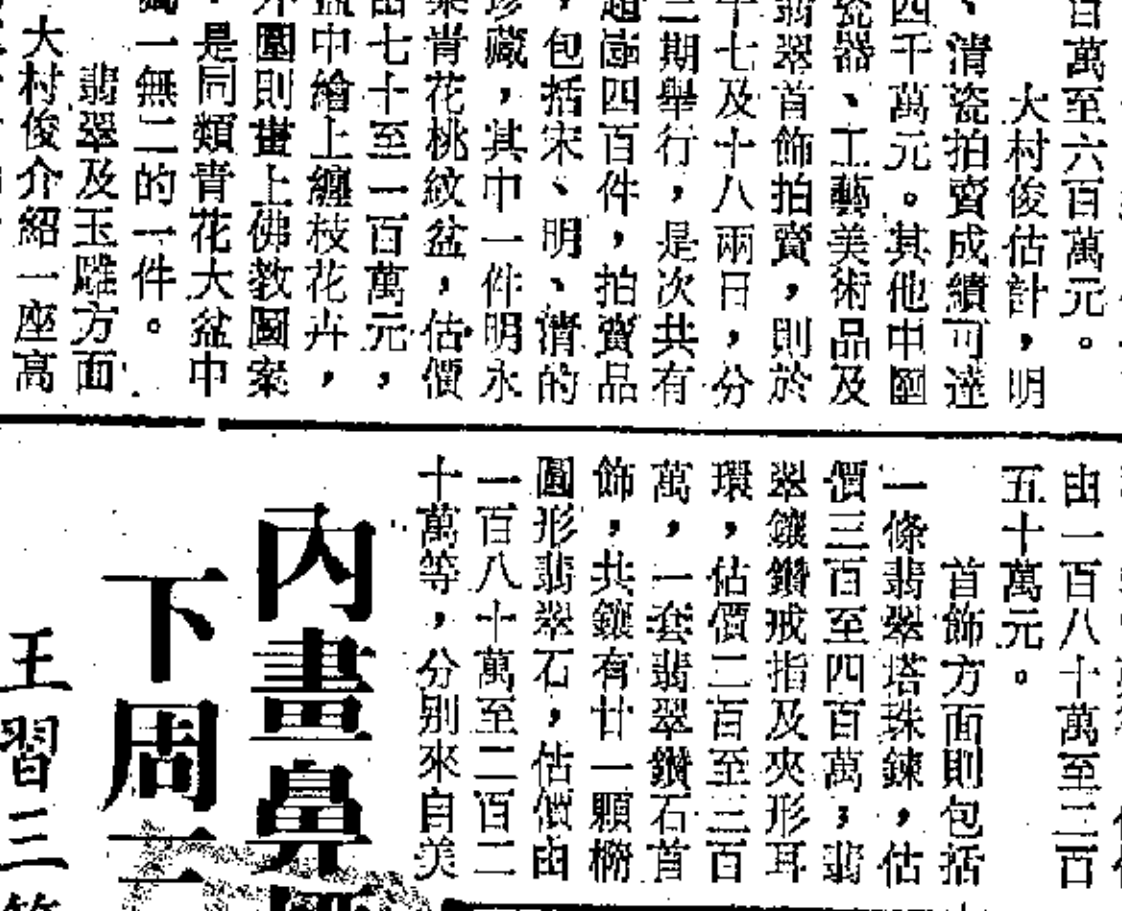 百萬至六百萬元。
大村俊估計，明
、清瓷拍賣成績可達
四千萬元。其他中國
瓷器、工藝美術品及
翡翠首飾拍賣，則於
十七及十八兩日，分
三期舉行，是次共有
超逾四百件，拍賣品
，包括宋、明、清的
珍藏，其中一件明永
樂青花桃紋盆，估價
由七十至一百萬元，
盆中繪上纏枝花卉，
外圍則畫上佛教圖案
，是同類青花大盆中
一無二的一件。
翡翠及玉雕方面
大村俊介紹一座高
由一百八十萬至二百
五十萬元。
首飾方面則包括
一條翡翠塔珠鍊，估
價三百至四百萬；翡
翠鑲鑽戒指及夾形耳
環，估價二百至三百
萬，一套翡翠鑽石首
飾，共鑲有廿一顆橢
圓形翡翠石，估價由
一百八十萬至二百二
十萬等，分別來自美
內畫鼻
下周
王習三